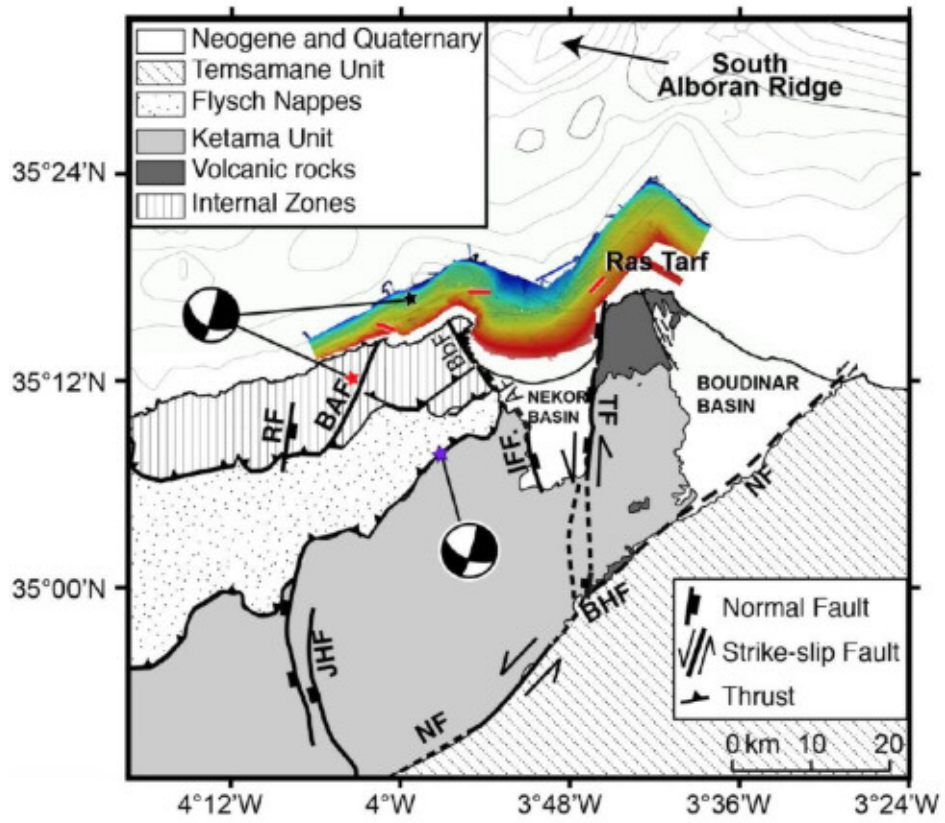 Neogene and Quaternary
Temsamane Unit
Flysch Nappes
Ketama Unit
Volcanic rocks
Internal Zones
South
Alboran Ridge
35°24'N
Ras Tarf
35°12'N
BbF
RF
BAF
NEKOR
BASIN
TF
BOUDINAR
BASIN
IFF.
NF
35°00'N
BHF
JHF
NF
Normal Fault
Strike-slip Fault
Thrust
0 km 10 20
4°12'W 4°W 3°48'W 3°36'W 3°24'W